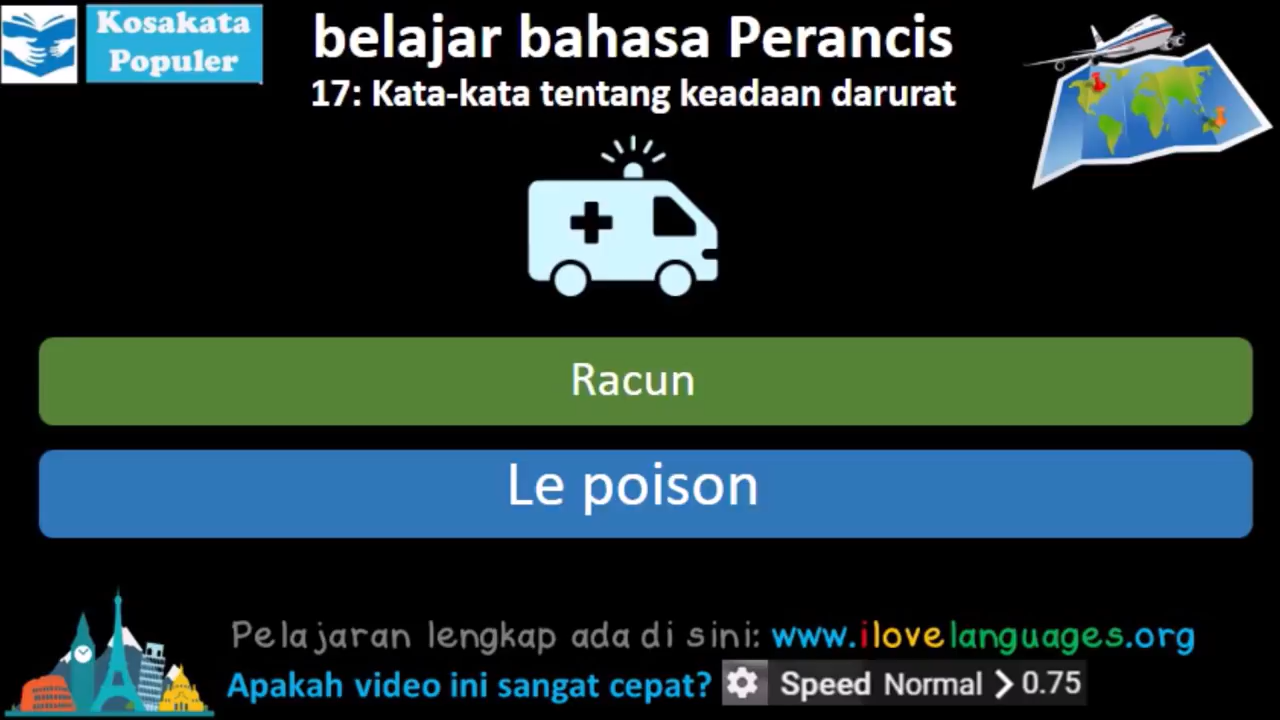 Kosakata
Populer
belajar bahasa Perancis
17: Kata-kata tentang keadaan darurat
Racun
Le poison
Pelajaran lengkap ada di sini: www.ilovelanguages.org
Apakah video ini sangat cepat? Speed Normal > 0.75